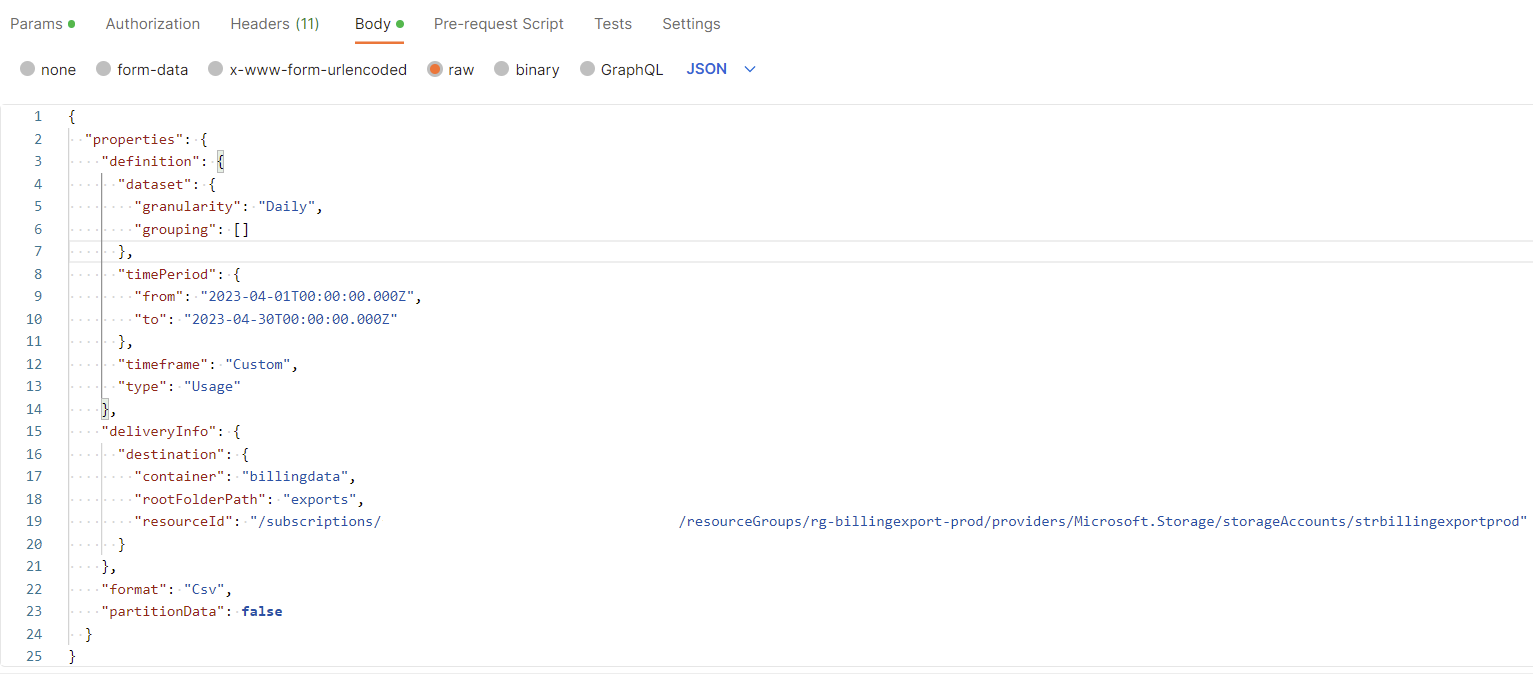 Params Authorization Headers (11) Body Pre-request Script Tests Settings
none form-data x-www-form-urlencoded raw binary GraphQL JSON
1 {
2 "properties": {
3 "definition": {
4 "dataset": {
5 "granularity": "Daily",
6 "grouping": []
7 },
8 "timePeriod": {
9 "from": "2023-04-01T00:00:00.000Z",
10 "to": "2023-04-30T00:00:00.000Z"
11 },
12 "timeframe": "Custom",
13 "type": "Usage"
14 },
15 "deliveryInfo": {
16 "destination": {
17 "container": "billingdata",
18 "rootFolderPath": "exports",
19 "resourceId": "/subscriptions/ /resourceGroups/rg-billingexport-prod/providers/Microsoft.Storage/storageAccounts/strbillingexportprod"
20 }
21 },
22 "format": "Csv",
23 "partitionData": false
24 }
25 }